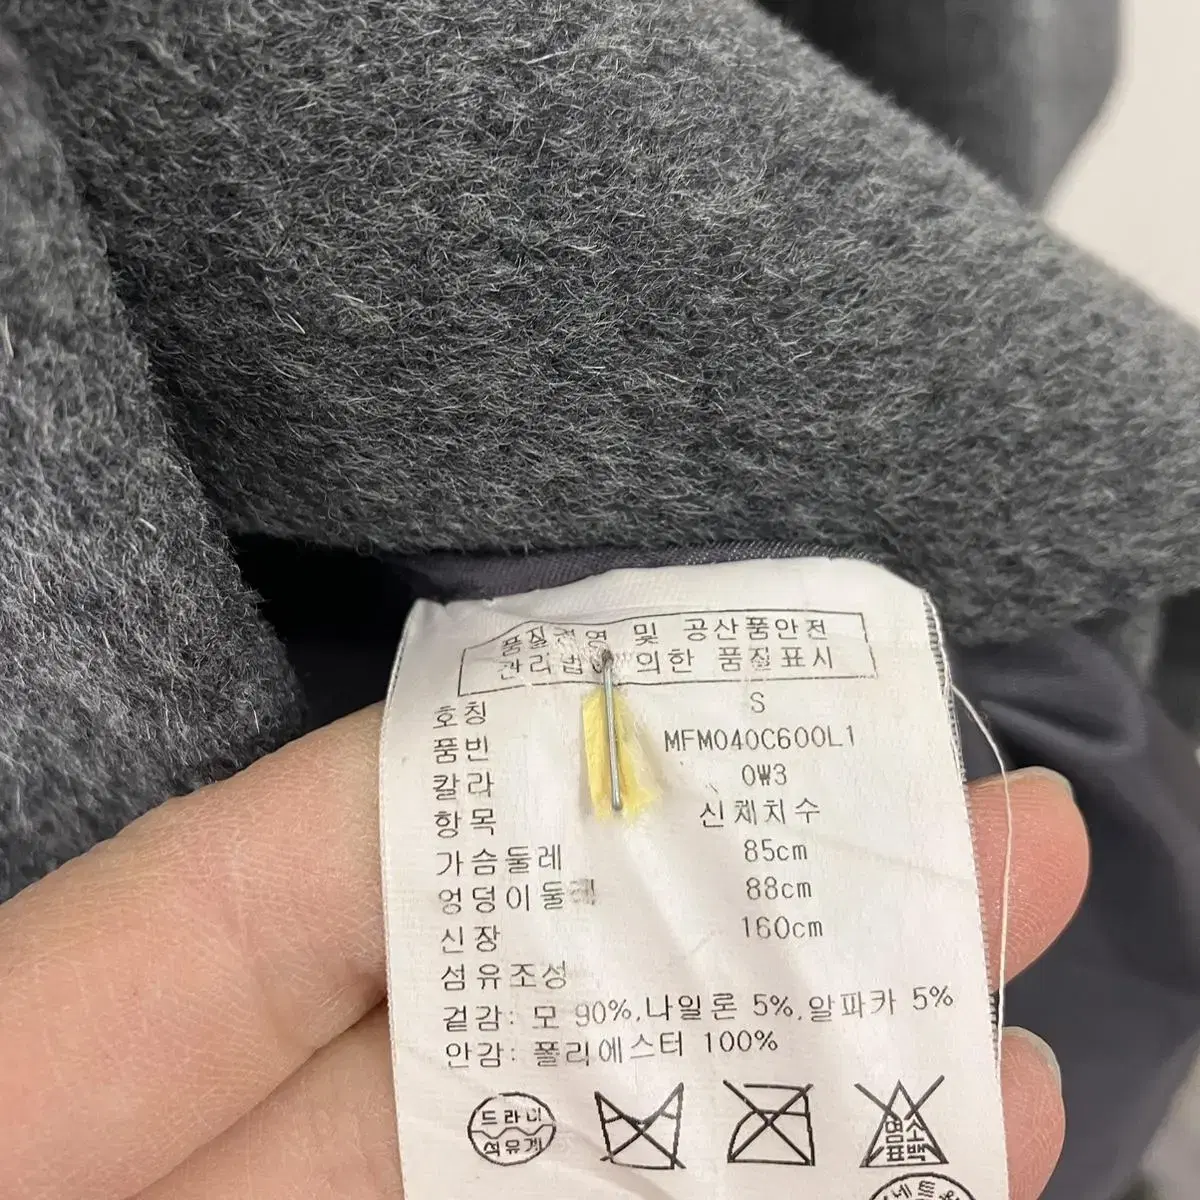 품질경영 및 공산품안전
관리법에 의한 품질표시
호칭 S
품번 MFM040C600L1
칼라 0W3
항목 신체치수
가슴둘레 85cm
엉덩이둘레 88cm
신장 160cm
섬유조성
겉감: 모 90%,나일론 5%,알파카 5%
안감: 폴리에스터 100%
드라이
석유계
염소
표백